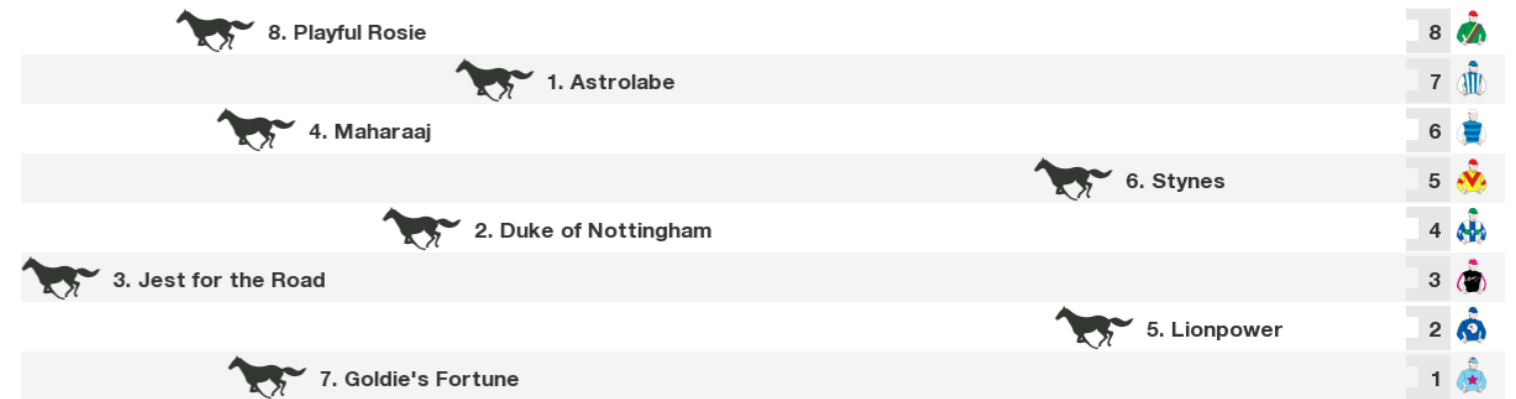 8. Playful Rosie 8
1. Astrolabe 7
4. Maharaaj 6
6. Stynes 5
2. Duke of Nottingham 4
3. Jest for the Road 3
5. Lionpower 2
7. Goldie's Fortune 1